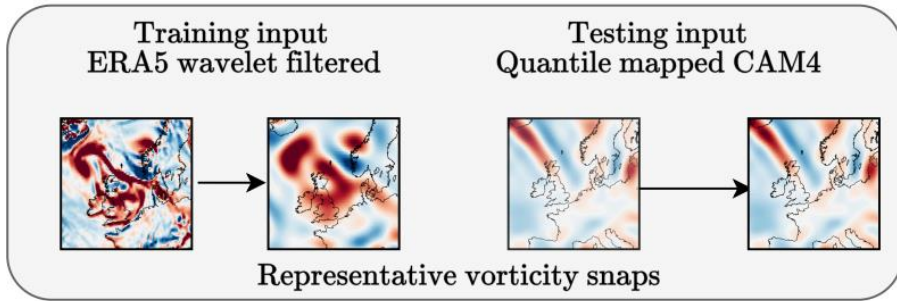 Training input
ERA5 wavelet filtered
Testing input
Quantile mapped CAM4
Representative vorticity snaps